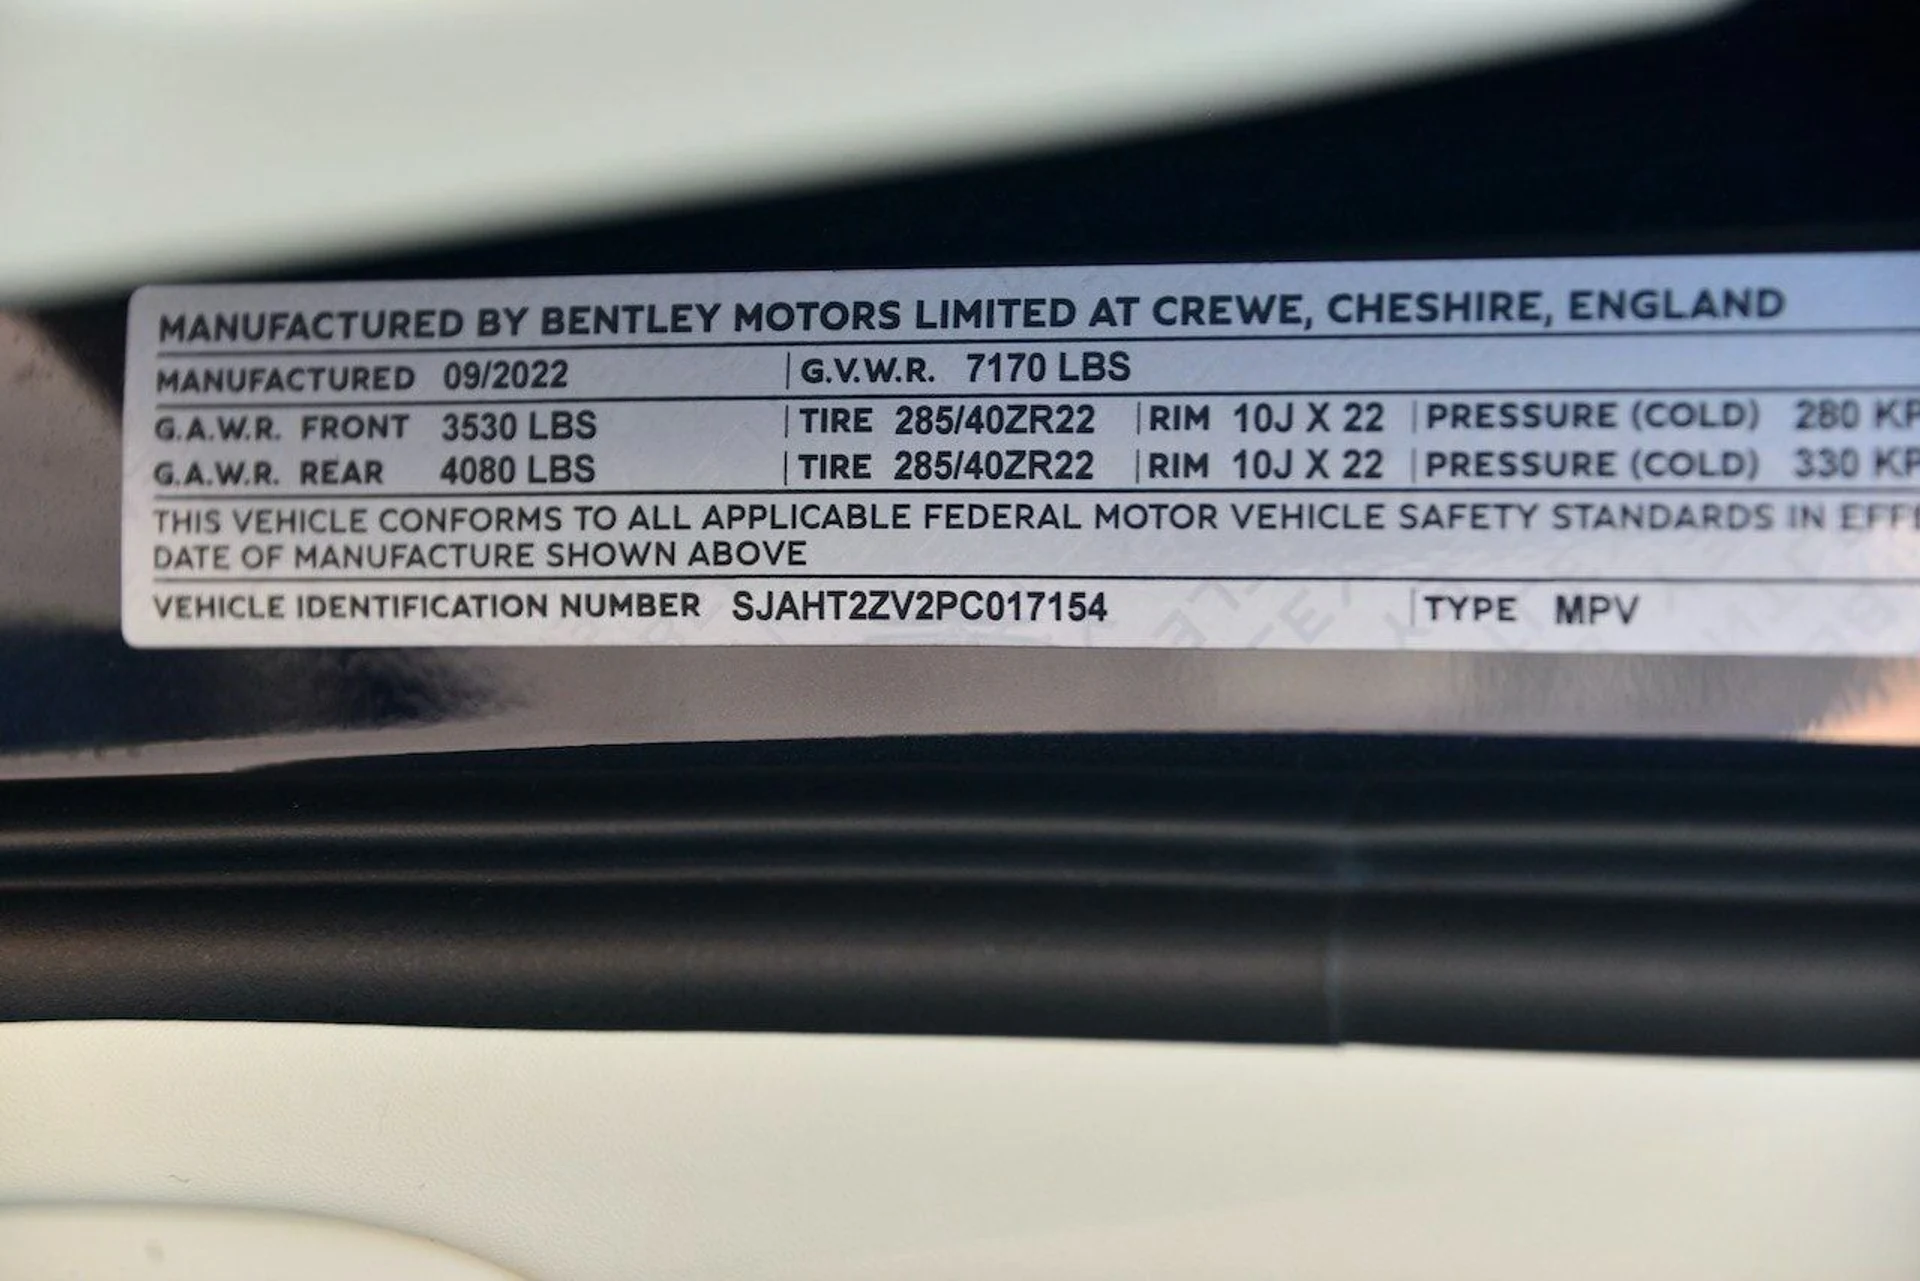 MANUFACTURED BY BENTLEY MOTORS LIMITED AT CREWE, CHESHIRE, ENGLAND
MANUFACTURED 09/2022 | G.V.W.R. 7170 LBS
G.A.W.R. FRONT 3530 LBS | TIRE 285/40ZR22 | RIM 10J X 22 | PRESSURE (COLD) 280
G.A.W.R. REAR 4080 LBS | TIRE 285/40ZR22 | RIM 10J X 22 | PRESSURE (COLD) 330
THIS VEHICLE CONFORMS TO ALL APPLICABLE FEDERAL MOTOR VEHICLE SAFETY STANDARDS IN
DATE OF MANUFACTURE SHOWN ABOVE
VEHICLE IDENTIFICATION NUMBER SJAHT2ZV2PC017154 | TYPE MPV